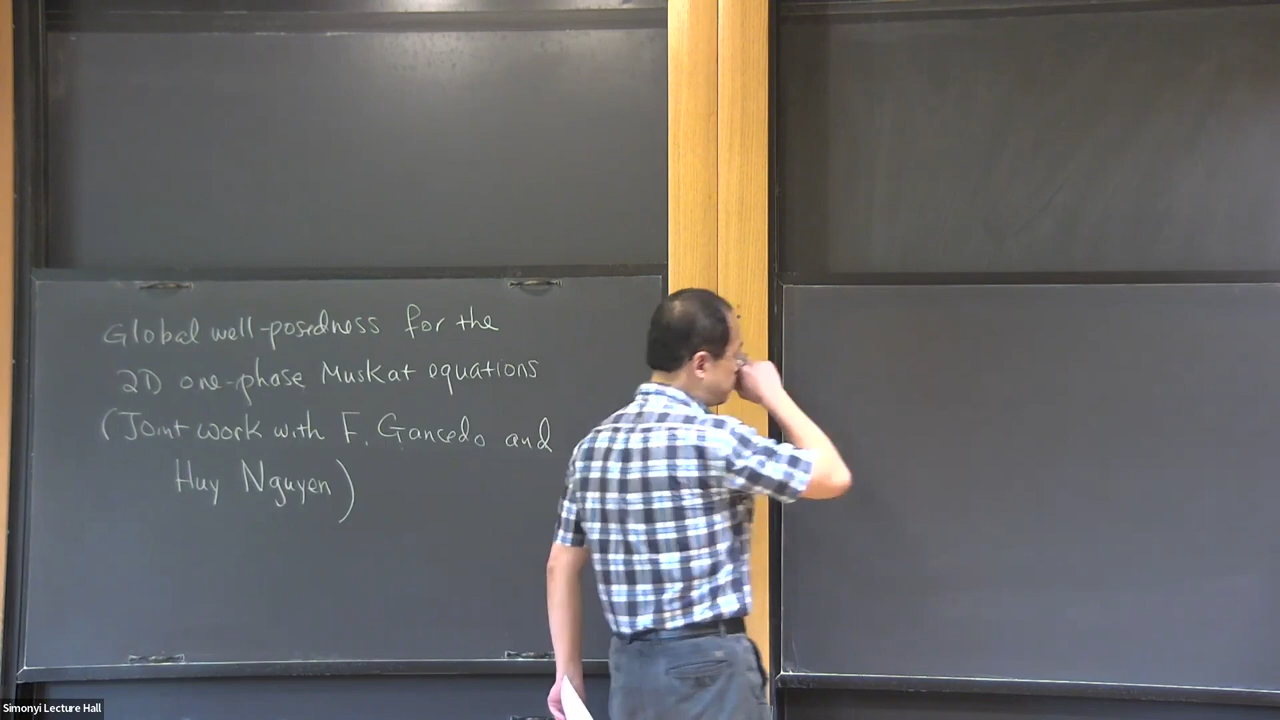 Global well-posedness for the
2D one-phase Muskat equations
(Joint work with F. Gancedo and
Huy Nguyen)
Simonyi Lecture Hall